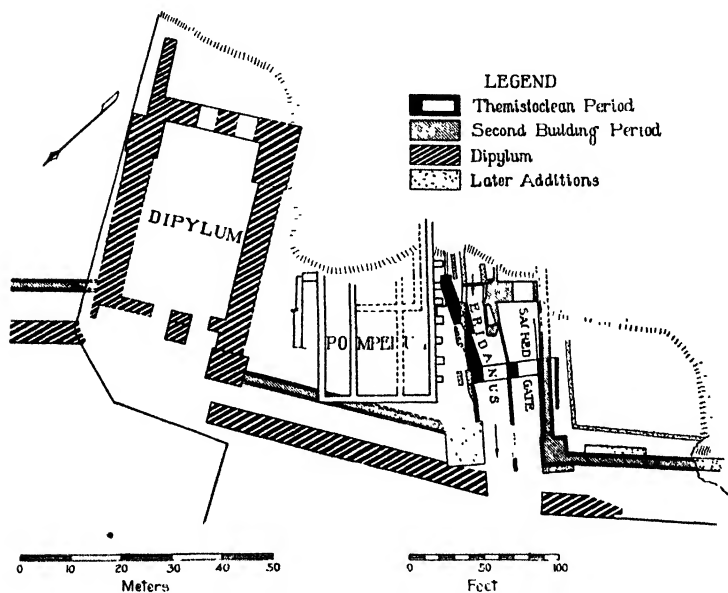 LEGEND
Themistoclean Period
Second Building Period
Dipylum
Later Additions
DIPYLUM
ERIDANUS
SACRED GATE
0 10 20 30 40 50
Meters
0 50 100
Feet